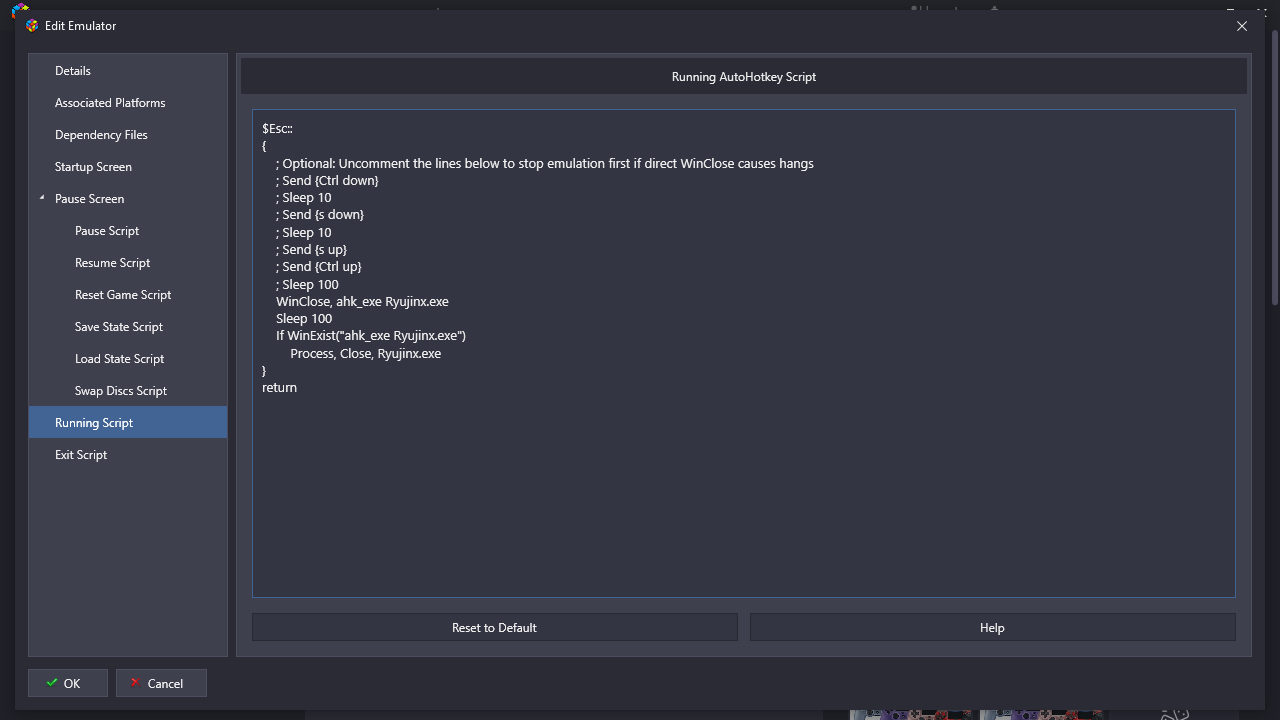 Edit Emulator
Details
Associated Platforms
Dependency Files
Startup Screen
Pause Screen
Pause Script
Resume Script
Reset Game Script
Save State Script
Load State Script
Swap Discs Script
Running Script
Exit Script
Running AutoHotkey Script
$Esc::
{
; Optional: Uncomment the lines below to stop emulation first if direct WinClose causes hangs
; Send {Ctrl down}
; Sleep 10
; Send {s down}
; Sleep 10
; Send {s up}
; Send {Ctrl up}
; Sleep 100
WinClose, ahk_exe Ryujinx.exe
Sleep 100
If WinExist("ahk_exe Ryujinx.exe")
Process, Close, Ryujinx.exe
}
return
Reset to Default
Help
OK
Cancel